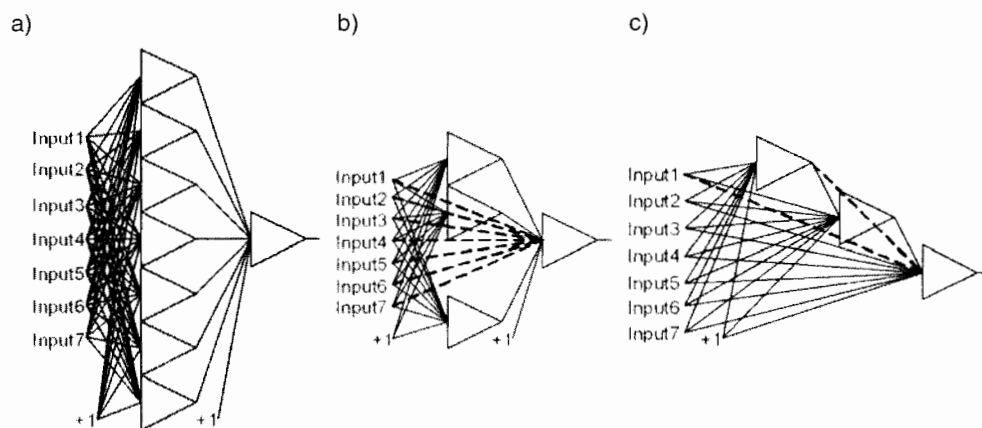 a)
Input1
Input2
Input3
Input4
Input5
Input6
Input7
+1
+1
b)
Input1
Input2
Input3
Input4
Input5
Input6
Input7
+1
+1
c)
Input1
Input2
Input3
Input4
Input5
Input6
Input7
+1